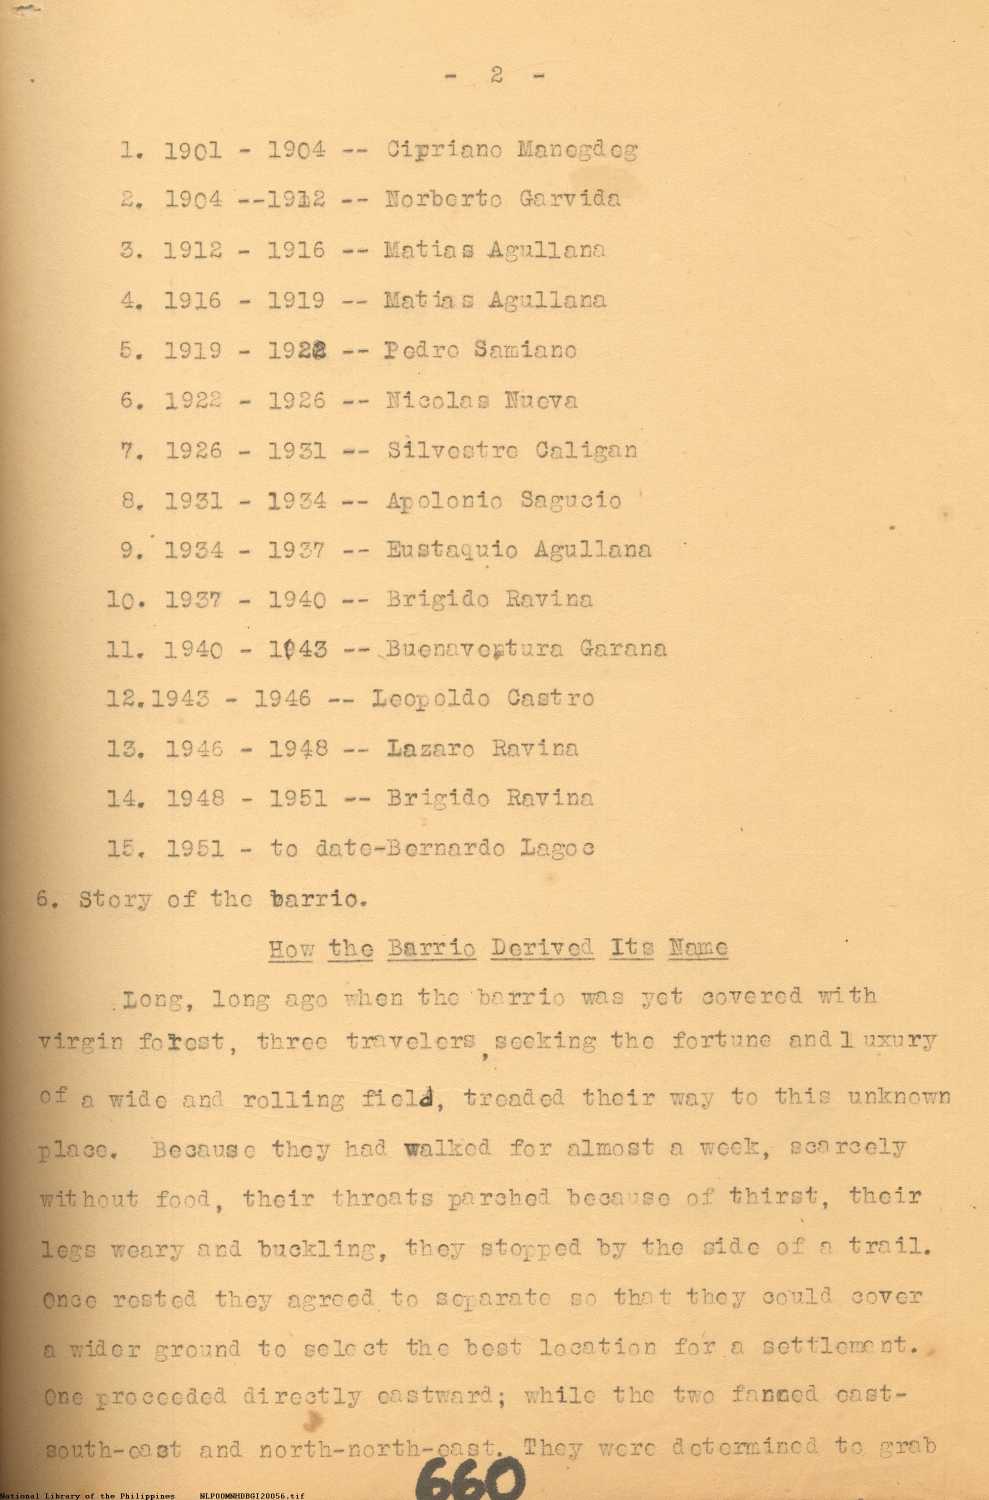 - 2 -
1. 1901 - 1904 -- Cipriano Manegdeg
2. 1904 --1912 -- Norberto Garvida
3. 1912 - 1916 -- Matias Agullana
4. 1916 - 1919 -- Matias Agullana
5. 1919 - 1922 -- Pedro Samiano
6. 1922 - 1926 -- Nicolas Nueva
7. 1926 - 1931 -- Silvestre Caligan
8. 1931 - 1934 -- Apolonio Sagucio
9. 1934 - 1937 -- Eustaquio Agullana
10. 1937 - 1940 -- Brigido Ravina
11. 1940 - 1943 -- Buenaventura Garana
12.1943 - 1946 -- Leopoldo Castro
13. 1946 - 1948 -- Lazaro Ravina
14. 1948 - 1951 -- Brigido Ravina
15. 1951 - to date-Bernardo Lagoc
6. Story of the barrio.
How the Barrio Derived Its Name
Long, long ago when the barrio was yet covered with
virgin forest, three travelers, seeking the fortune and luxury
of a wide and rolling field, treaded their way to this unknown
place. Because they had walked for almost a week, scarcely
without food, their throats parched because of thirst, their
legs weary and buckling, they stopped by the side of a trail.
Once rested they agreed to separate so that they could cover
a wider ground to select the best location for a settlement.
One proceeded directly eastward; while the two fanned east-
south-east and north-north-east. They were determined to grab
660
National Library of the Philippines NLPOOMNHDBGI20056.tif